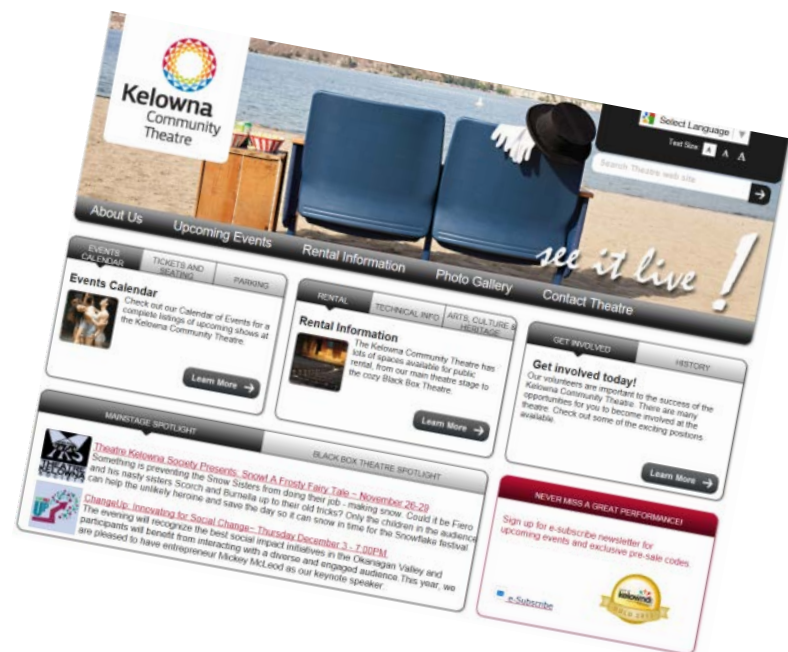 Kelowna
Community
Theatre
Select Language
Text Size A A A
Search Theatre web site
see it live!
About Us
Upcoming Events
Rental Information
Photo Gallery
Contact Theatre
EVENTS
CALENDAR
TICKETS AND
SEATING
PARKING
Events Calendar
Check out our Calendar of Events for a
complete listings of upcoming shows at
the Kelowna Community Theatre.
Learn More
RENTAL
TECHNICAL INFO
ARTS, CULTURE &
HERITAGE
Rental Information
The Kelowna Community Theatre has
lots of spaces available for public
rental, from our main theatre stage to
the cozy Black Box Theatre.
Learn More
GET INVOLVED
HISTORY
Get involved today!
Our volunteers are important to the success of the
Kelowna Community Theatre. There are many
opportunities for you to become involved at the
theatre. Check out some of the exciting positions
available.
Learn More
MAINSTAGE SPOTLIGHT
BLACK BOX THEATRE SPOTLIGHT
THEATRE
KELOWNA
SOCIETY
Theatre Kelowna Society Presents: Snow! A Frosty Fairy Tale ~ November 26-29
Something is preventing the Snow Sisters from doing their job - making snow. Could it be Fiero
and his nasty sisters Scorch and Burnella up to their old tricks? Only the children in the audience
can help the unlikely heroine and save the day so it can snow in time for the Snowflake festival
UP
ChangeUp: Innovating for Social Change~ Thursday December 3 - 7:00PM
The evening will recognize the best social impact initiatives in the Okanagan Valley and
participants will benefit from interacting with a diverse and engaged audience.This year, we
are pleased to have entrepreneur Mickey McLeod as our keynote speaker.
NEVER MISS A GREAT PERFORMANCE!
Sign up for e-subscribe newsletter for
upcoming events and exclusive pre-sale codes
e-Subscribe
kelowna